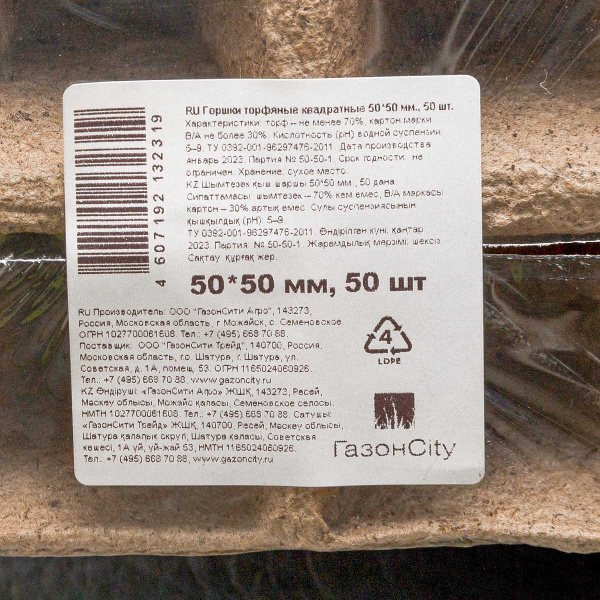 RU Горшки торфяные квадратные 50*50 мм., 50 шт.
Характеристики: торф – не менее 70%, картон марки
В/А не более 30%. Кислотность (pH) водной суспензии:
5–9. ТУ 0392-001-96297476-2011. Дата производства:
январь 2023. Партия № 50-50-1. Срок годности: не
ограничен. Хранение: сухое место.
KZ Шымтезек қыш шаршы 50*50 мм., 50 дана
Сипаттамасы: шымтезек – 70% кем емес, В/А маркасы
картон – 30% артық емес. Сулы суспензиясының
қышқылдық (pH): 5–9.
ТУ 0392-001-96297476-2011. Өндірілген күні: қаңтар
2023. Партия: № 50-50-1. Жарамдылық мерзімі: шексіз.
Сақтау: құрғақ жер.
4 607192 132319
50*50 мм, 50 шт
RU Производитель: ООО "ГазонСити Агро", 143273,
Россия, Московская область, г Можайск, с. Семеновское.
ОГРН 1027700061608. Тел.: +7 (495) 668 70 88.
Поставщик: ООО "ГазонСити Трейд", 140700, Россия,
Московская область, г.о. Шатура, г. Шатура, ул.
Советская, д. 1А, помещ. 53. ОГРН 1165024060926.
Тел.: +7 (495) 668 70 88, www.gazoncity.ru
KZ Өндіруші: «ГазонСити Агро» ЖШҚ, 143273, Ресей,
Мәскеу облысы, Можайс қаласы, Семеновское селосы.
НМТН 1027700061608. Тел.: +7 (495) 668 70 88. Сатушы:
«ГазонСити Трейд» ЖШҚ, 140700, Ресей, Мәскеу облысы,
Шатура қалалық округ, Шатура қаласы, Советская
көшесі, 1А үй, үй-жай 53, НМТН 1165024060926.
Тел.: +7 (495) 668 70 88, www.gazoncity.ru
4
LDPE
ГазонCity